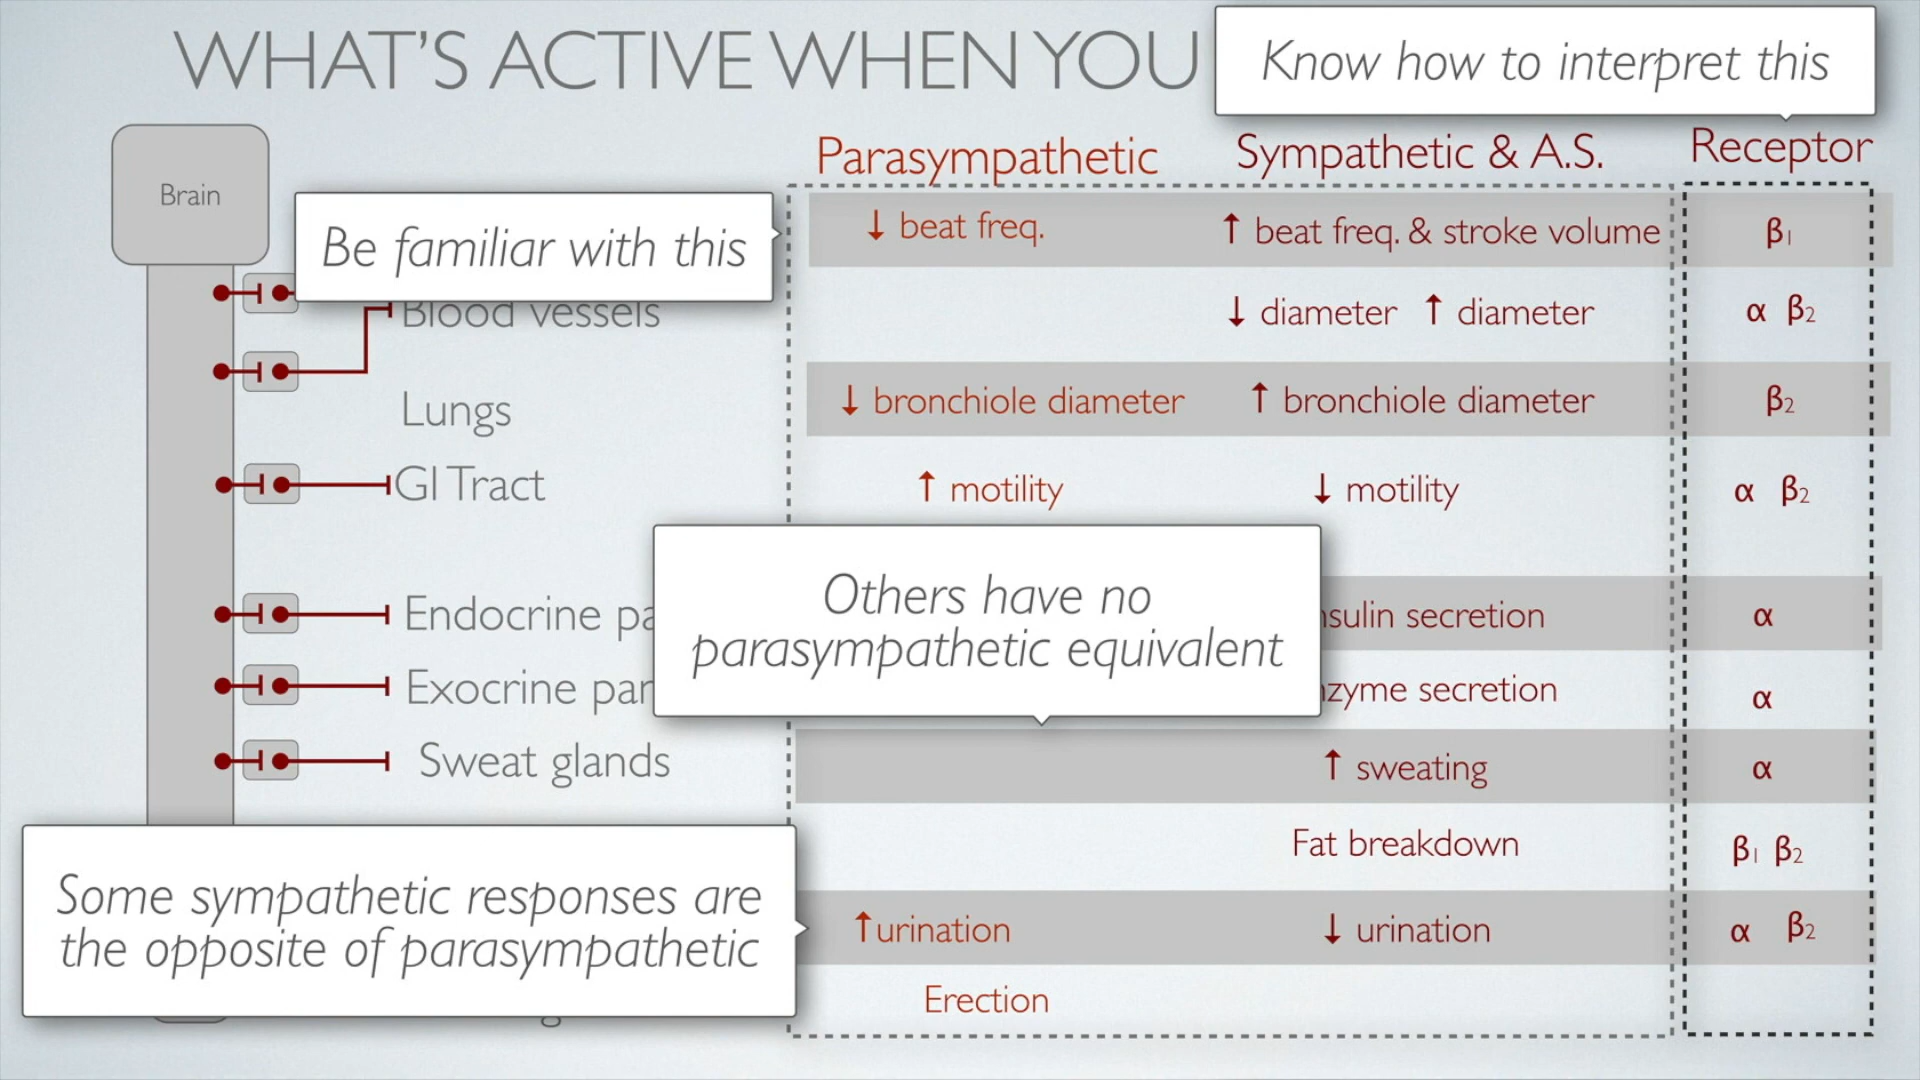 WHAT'S ACTIVE WHEN YOU
Know how to interpret this
Parasympathetic
Sympathetic & A.S.
Receptor
Brain
Be familiar with this
↓ beat freq.
↑ beat freq. & stroke volume
β1
Blood vessels
↓ diameter ↑ diameter
α β2
Lungs
↓ bronchiole diameter
↑ bronchiole diameter
β2
GI Tract
↑ motility
↓ motility
α β2
Others have no
parasympathetic equivalent
Endocrine pa
nsulin secretion
α
Exocrine par
nzyme secretion
α
Sweat glands
↑ sweating
α
Fat breakdown
β1 β2
Some sympathetic responses are
the opposite of parasympathetic
↑urination
↓ urination
α β2
Erection